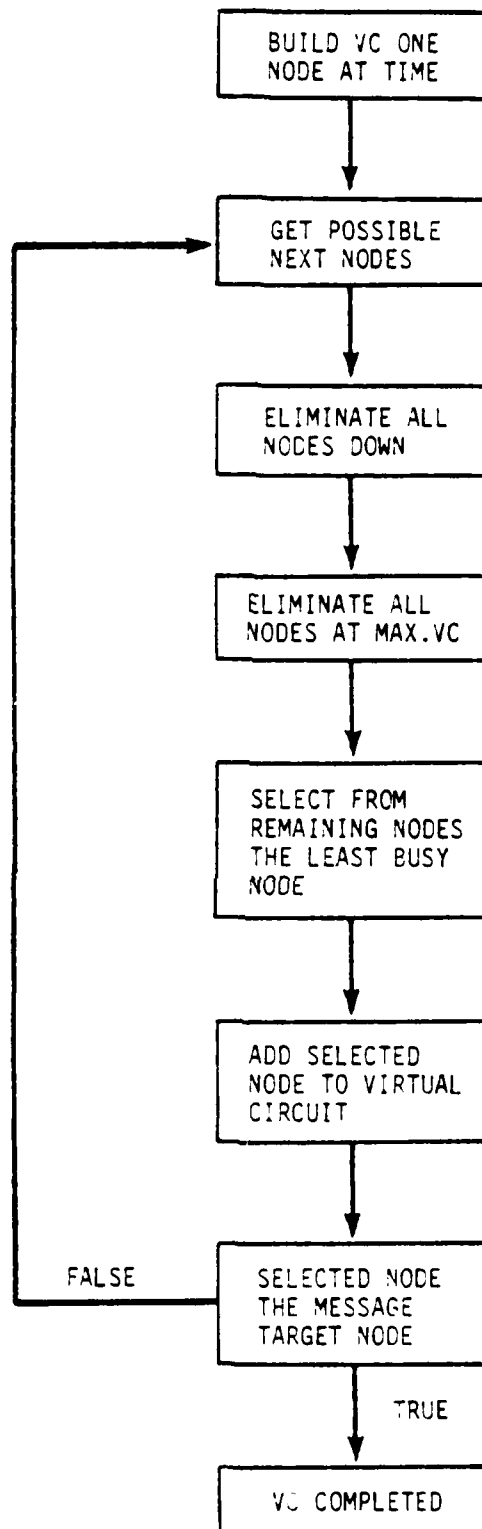 BUILD VC ONE
NODE AT TIME
GET POSSIBLE
NEXT NODES
ELIMINATE ALL
NODES DOWN
ELIMINATE ALL
NODES AT MAX.VC
SELECT FROM
REMAINING NODES
THE LEAST BUSY
NODE
ADD SELECTED
NODE TO VIRTUAL
CIRCUIT
FALSE
SELECTED NODE
THE MESSAGE
TARGET NODE
TRUE
VC COMPLETED